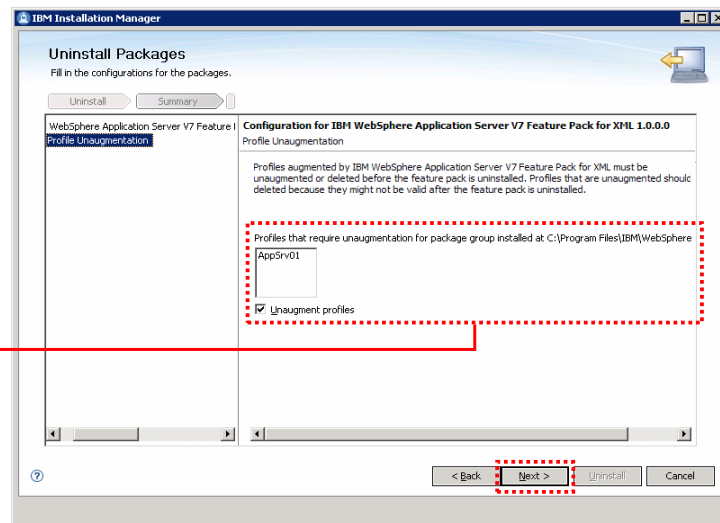 IBM Installation Manager
Uninstall Packages
Fill in the configurations for the packages.
Uninstall
Summary
WebSphere Application Server V7 Feature
Profile Unaugmentation
Configuration for IBM WebSphere Application Server V7 Feature Pack for XML 1.0.0.0
Profile Unaugmentation
Profiles augmented by IBM WebSphere Application Server V7 Feature Pack for XML must be
unaugmented or deleted before the feature pack is uninstalled. Profiles that are unaugmented should
deleted because they might not be valid after the feature pack is uninstalled.
Profiles that require unaugmentation for package group installed at C:\Program Files\IBM\WebSphere
AppSrv01
Unaugment profiles
?
< Back
Next >
Uninstall
Cancel